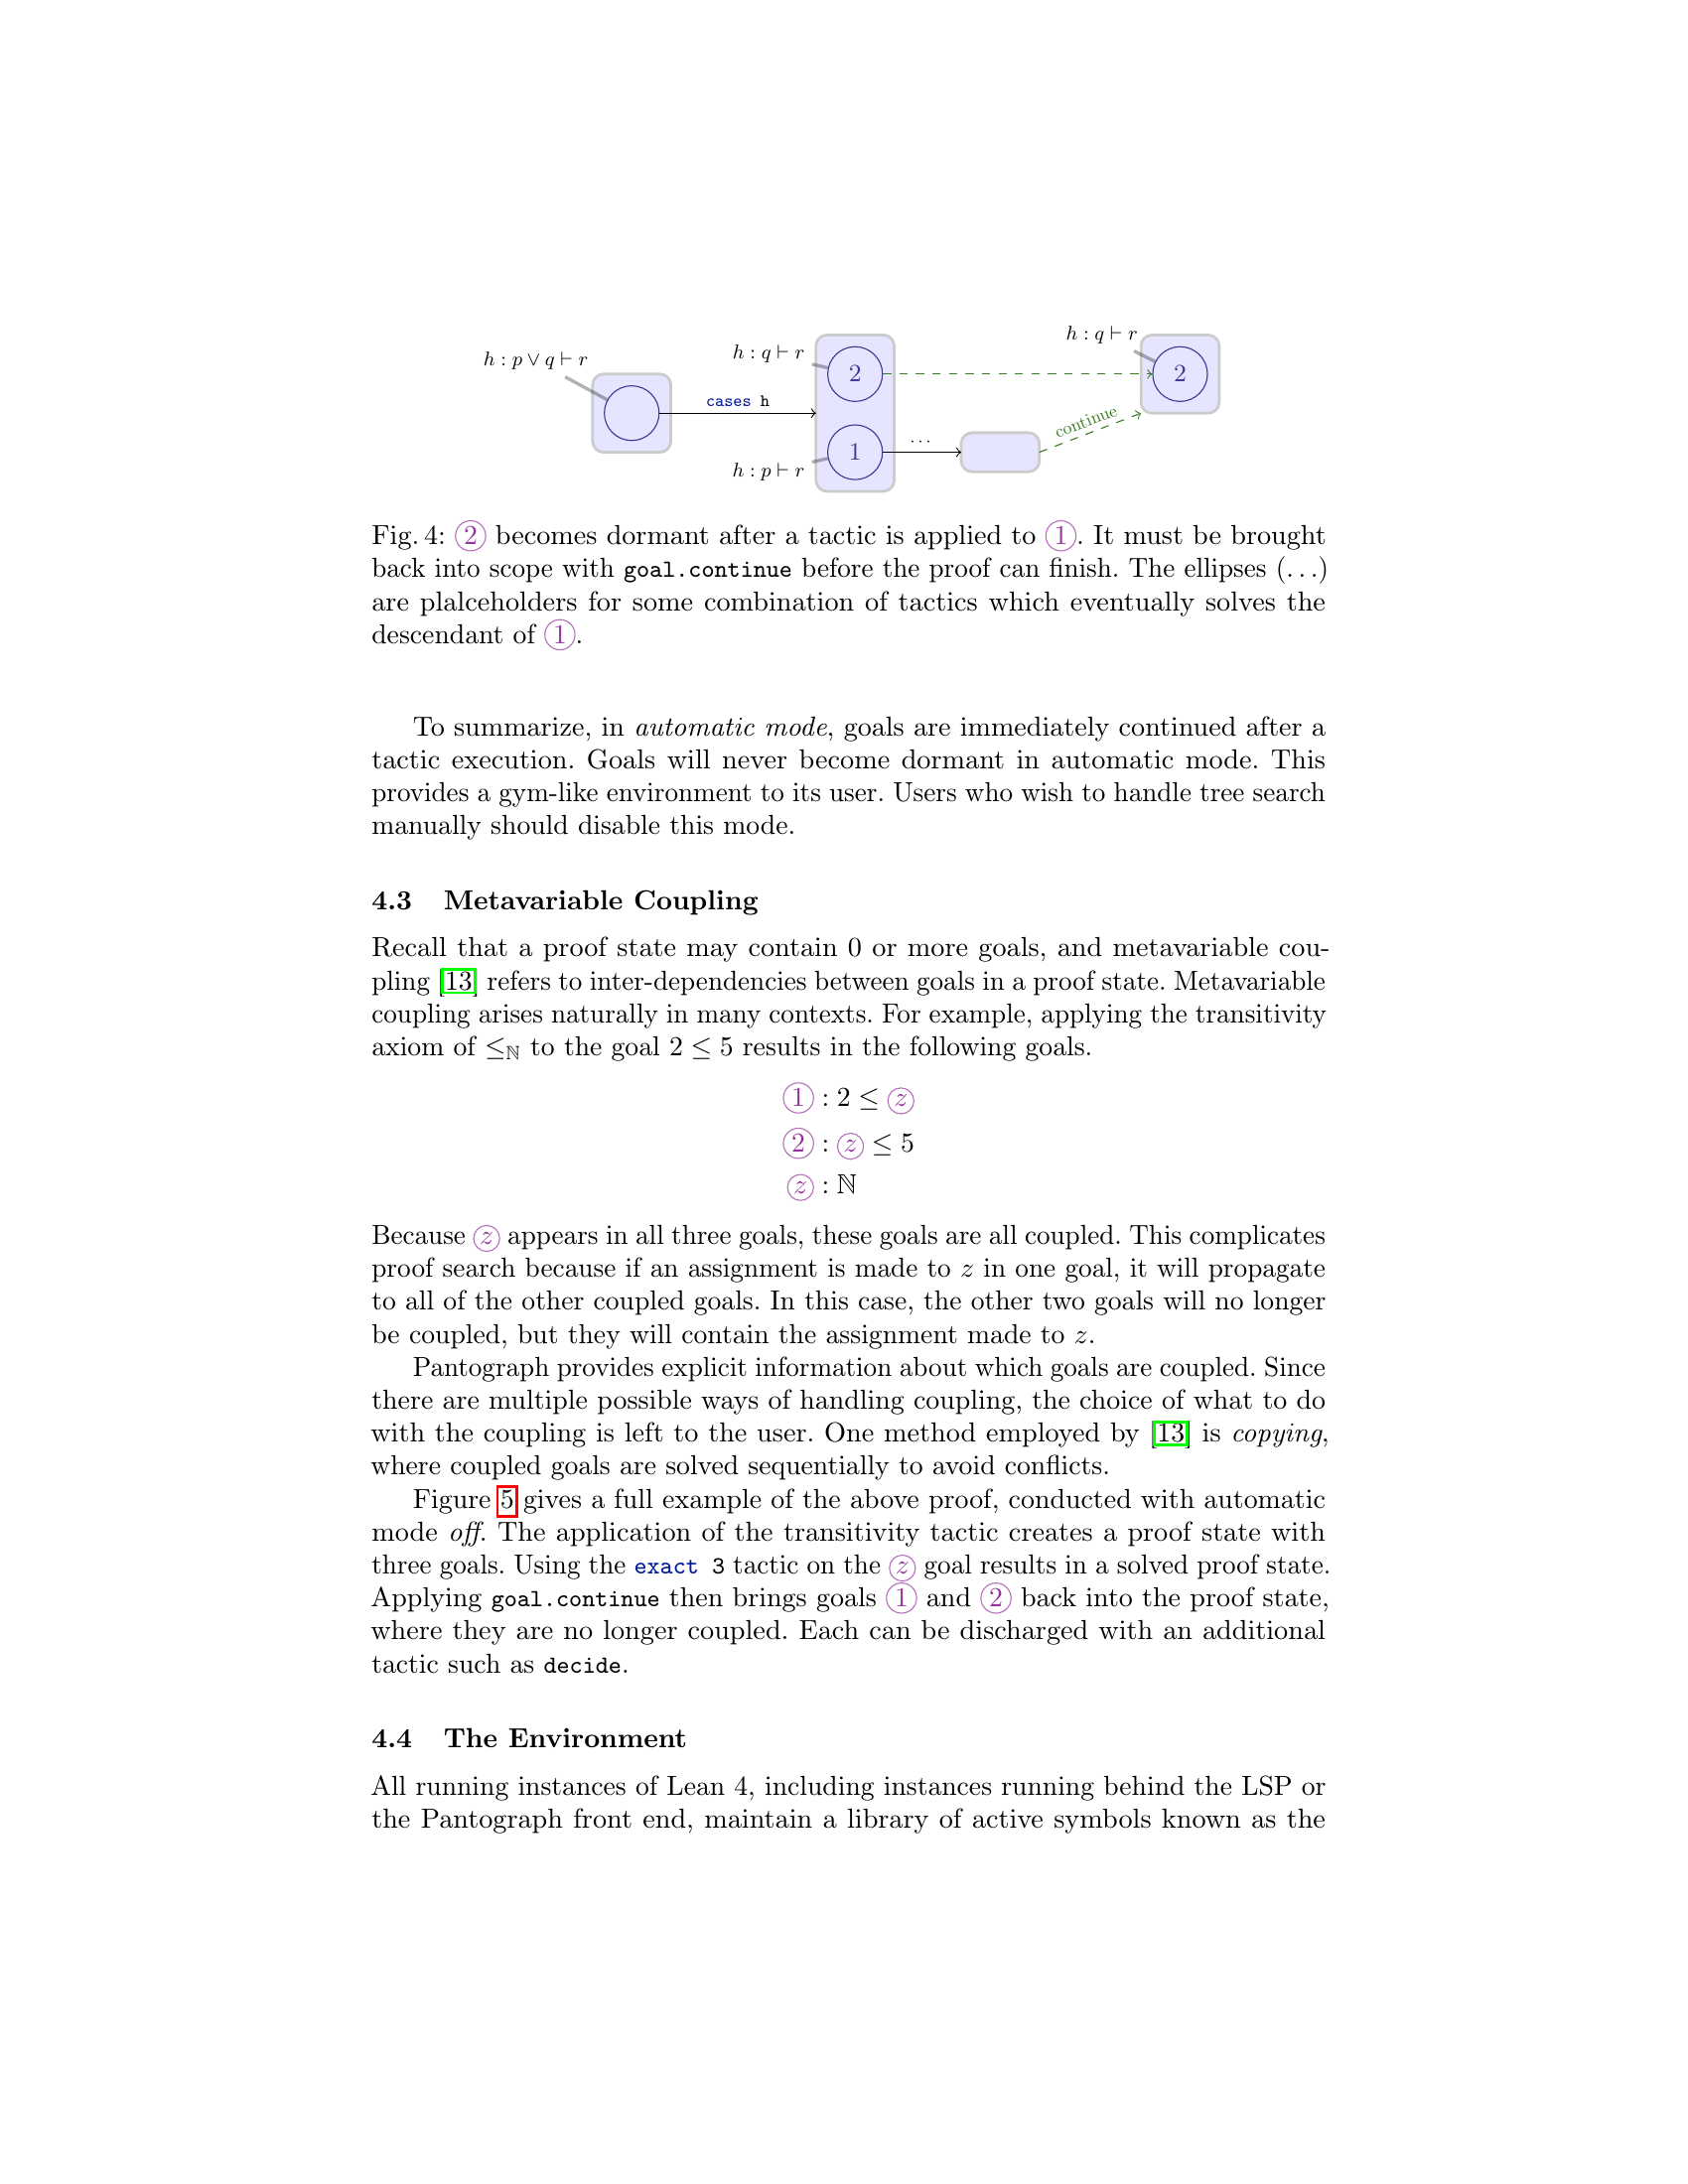 h : p ∨ q ⊢ r
cases h
h : q ⊢ r
2
h : p ⊢ r
1
...
continue
h : q ⊢ r
2
Fig. 4: ② becomes dormant after a tactic is applied to ①. It must be brought
back into scope with goal.continue before the proof can finish. The ellipses (...)
are plalceholders for some combination of tactics which eventually solves the
descendant of ①.
To summarize, in automatic mode, goals are immediately continued after a
tactic execution. Goals will never become dormant in automatic mode. This
provides a gym-like environment to its user. Users who wish to handle tree search
manually should disable this mode.
4.3 Metavariable Coupling
Recall that a proof state may contain 0 or more goals, and metavariable cou-
pling [13] refers to inter-dependencies between goals in a proof state. Metavariable
coupling arises naturally in many contexts. For example, applying the transitivity
axiom of ≤ℕ to the goal 2 ≤ 5 results in the following goals.
① : 2 ≤ ⓩ
② : ⓩ ≤ 5
ⓩ : ℕ
Because ⓩ appears in all three goals, these goals are all coupled. This complicates
proof search because if an assignment is made to z in one goal, it will propagate
to all of the other coupled goals. In this case, the other two goals will no longer
be coupled, but they will contain the assignment made to z.
Pantograph provides explicit information about which goals are coupled. Since
there are multiple possible ways of handling coupling, the choice of what to do
with the coupling is left to the user. One method employed by [13] is copying,
where coupled goals are solved sequentially to avoid conflicts.
Figure 5 gives a full example of the above proof, conducted with automatic
mode off. The application of the transitivity tactic creates a proof state with
three goals. Using the exact 3 tactic on the ⓩ goal results in a solved proof state.
Applying goal.continue then brings goals ① and ② back into the proof state,
where they are no longer coupled. Each can be discharged with an additional
tactic such as decide.
4.4 The Environment
All running instances of Lean 4, including instances running behind the LSP or
the Pantograph front end, maintain a library of active symbols known as the